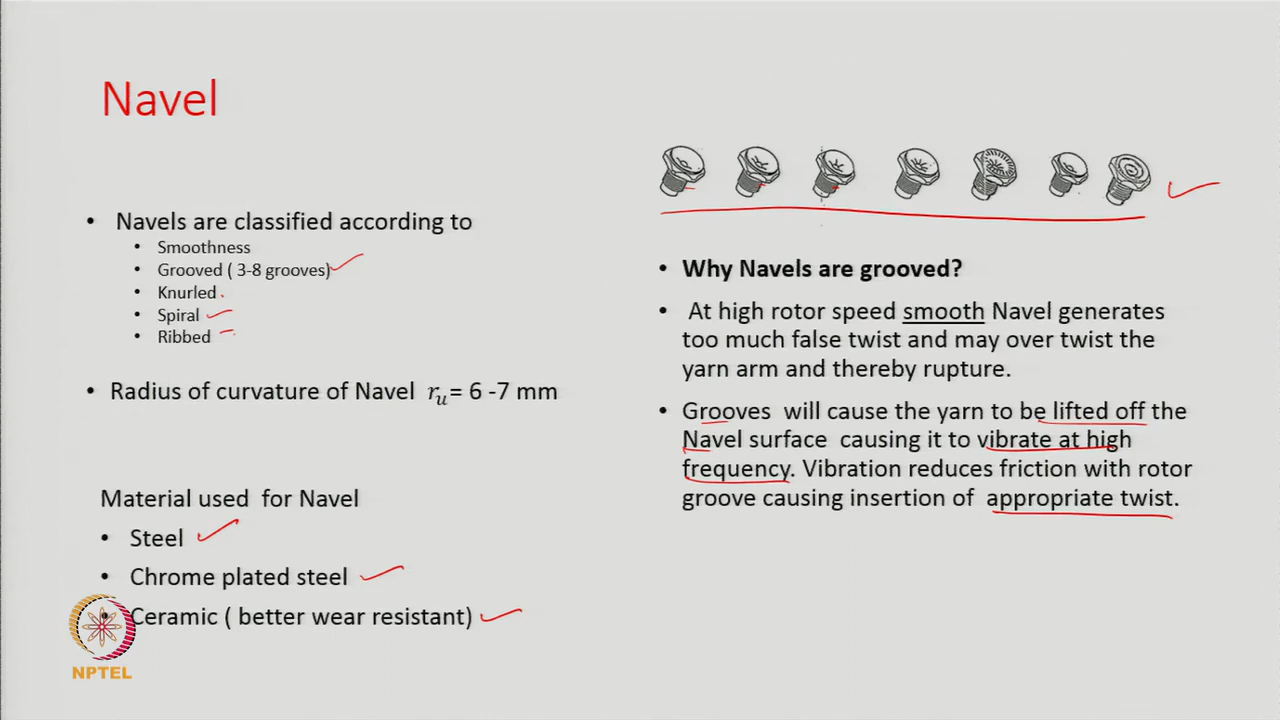 Navel
• Navels are classified according to
• Smoothness
• Grooved ( 3-8 grooves)
• Knurled
• Spiral
• Ribbed
• Radius of curvature of Navel r_u= 6 -7 mm
Material used for Navel
• Steel
• Chrome plated steel
• Ceramic ( better wear resistant)
NPTEL
• Why Navels are grooved?
• At high rotor speed smooth Navel generates
too much false twist and may over twist the
yarn arm and thereby rupture.
• Grooves will cause the yarn to be lifted off the
Navel surface causing it to vibrate at high
frequency. Vibration reduces friction with rotor
groove causing insertion of appropriate twist.